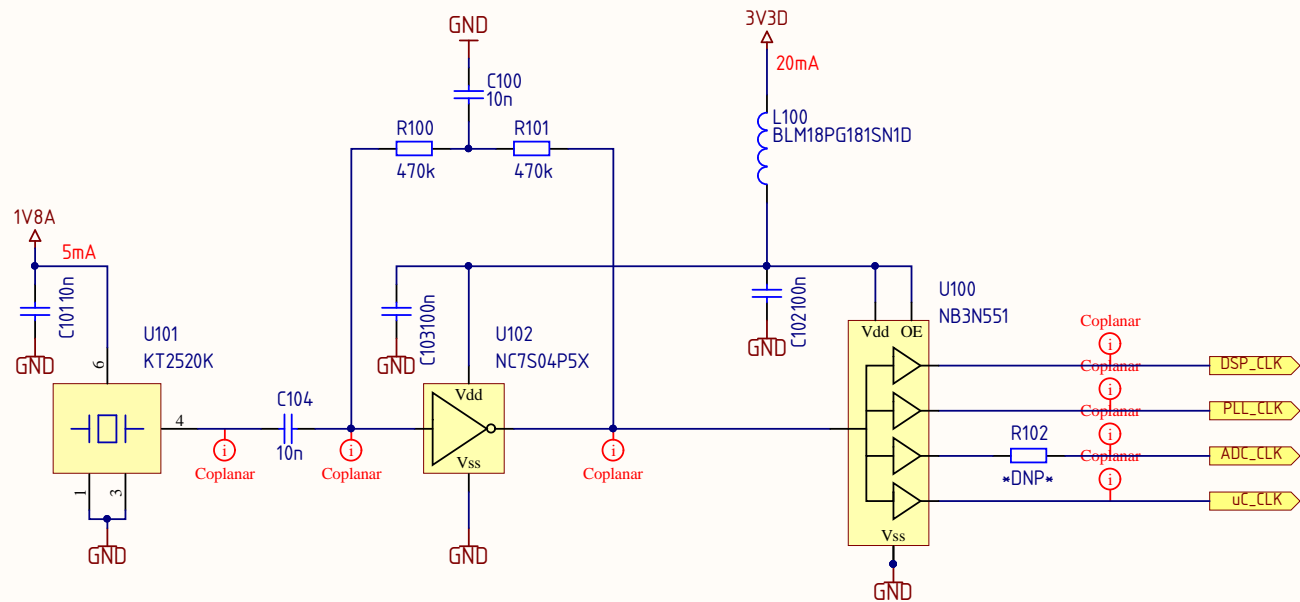 GND
3V3D
20mA
C100
10n
L100
BLM18PG181SN1D
R100
R101
470k
470k
1V8A
5mA
C101 10n
GND
U101
KT2520K
6
4
1
3
GND
C104
10n
Coplanar
i
Coplanar
i
C103 100n
GND
U102
NC7S04P5X
Vdd
Vss
GND
Coplanar
i
C102 100n
GND
U100
NB3N551
Vdd OE
Vss
GND
Coplanar
i
DSP_CLK
Coplanar
i
PLL_CLK
Coplanar
i
R102
*DNP*
ADC_CLK
Coplanar
i
uC_CLK